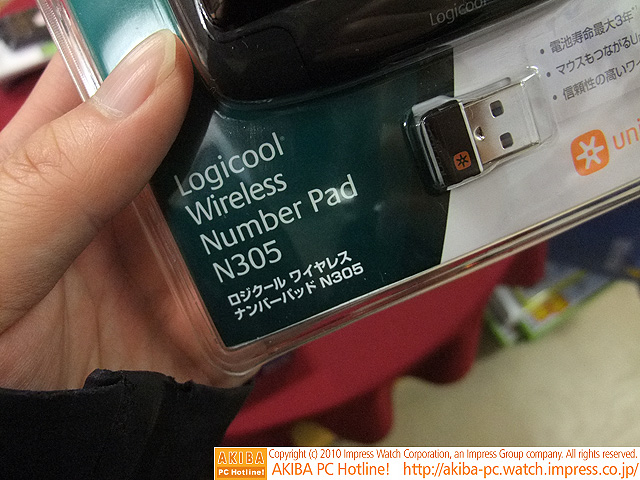 Logicool
・電池寿命最大3年
・マウスもつながるU
・信頼性の高いワイ
uni
Logicool
Wireless
Number Pad
N305
ロジクール ワイヤレス
ナンバーパッド N305
AKIBA
PC Hotline!
Copyright (c) 2010 Impress Watch Corporation, an Impress Group company. All rights reserved.
AKIBA PC Hotline! http://akiba-pc.watch.impress.co.jp/